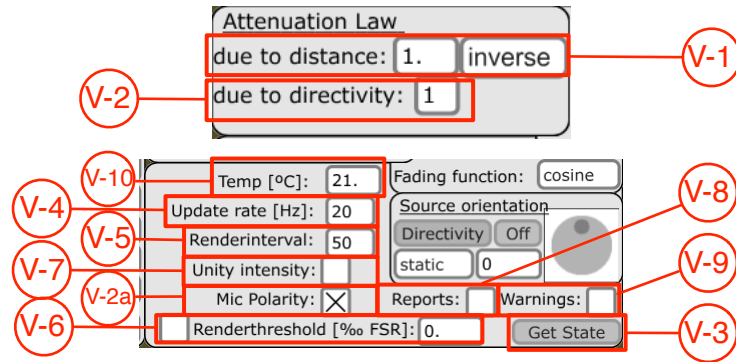 Attenuation Law
due to distance: 1. inverse
V-1
V-2
due to directivity: 1
V-10
Temp [ºC]: 21.
Fading function: cosine
V-8
V-4
Update rate [Hz]: 20
Source orientation
V-5
Renderinterval: 50
Directivity Off
V-9
V-7
Unity intensity:
static 0
V-2a
Mic Polarity:
Reports:
Warnings:
V-6
Renderthreshold [‰ FSR]: 0.
Get State
V-3